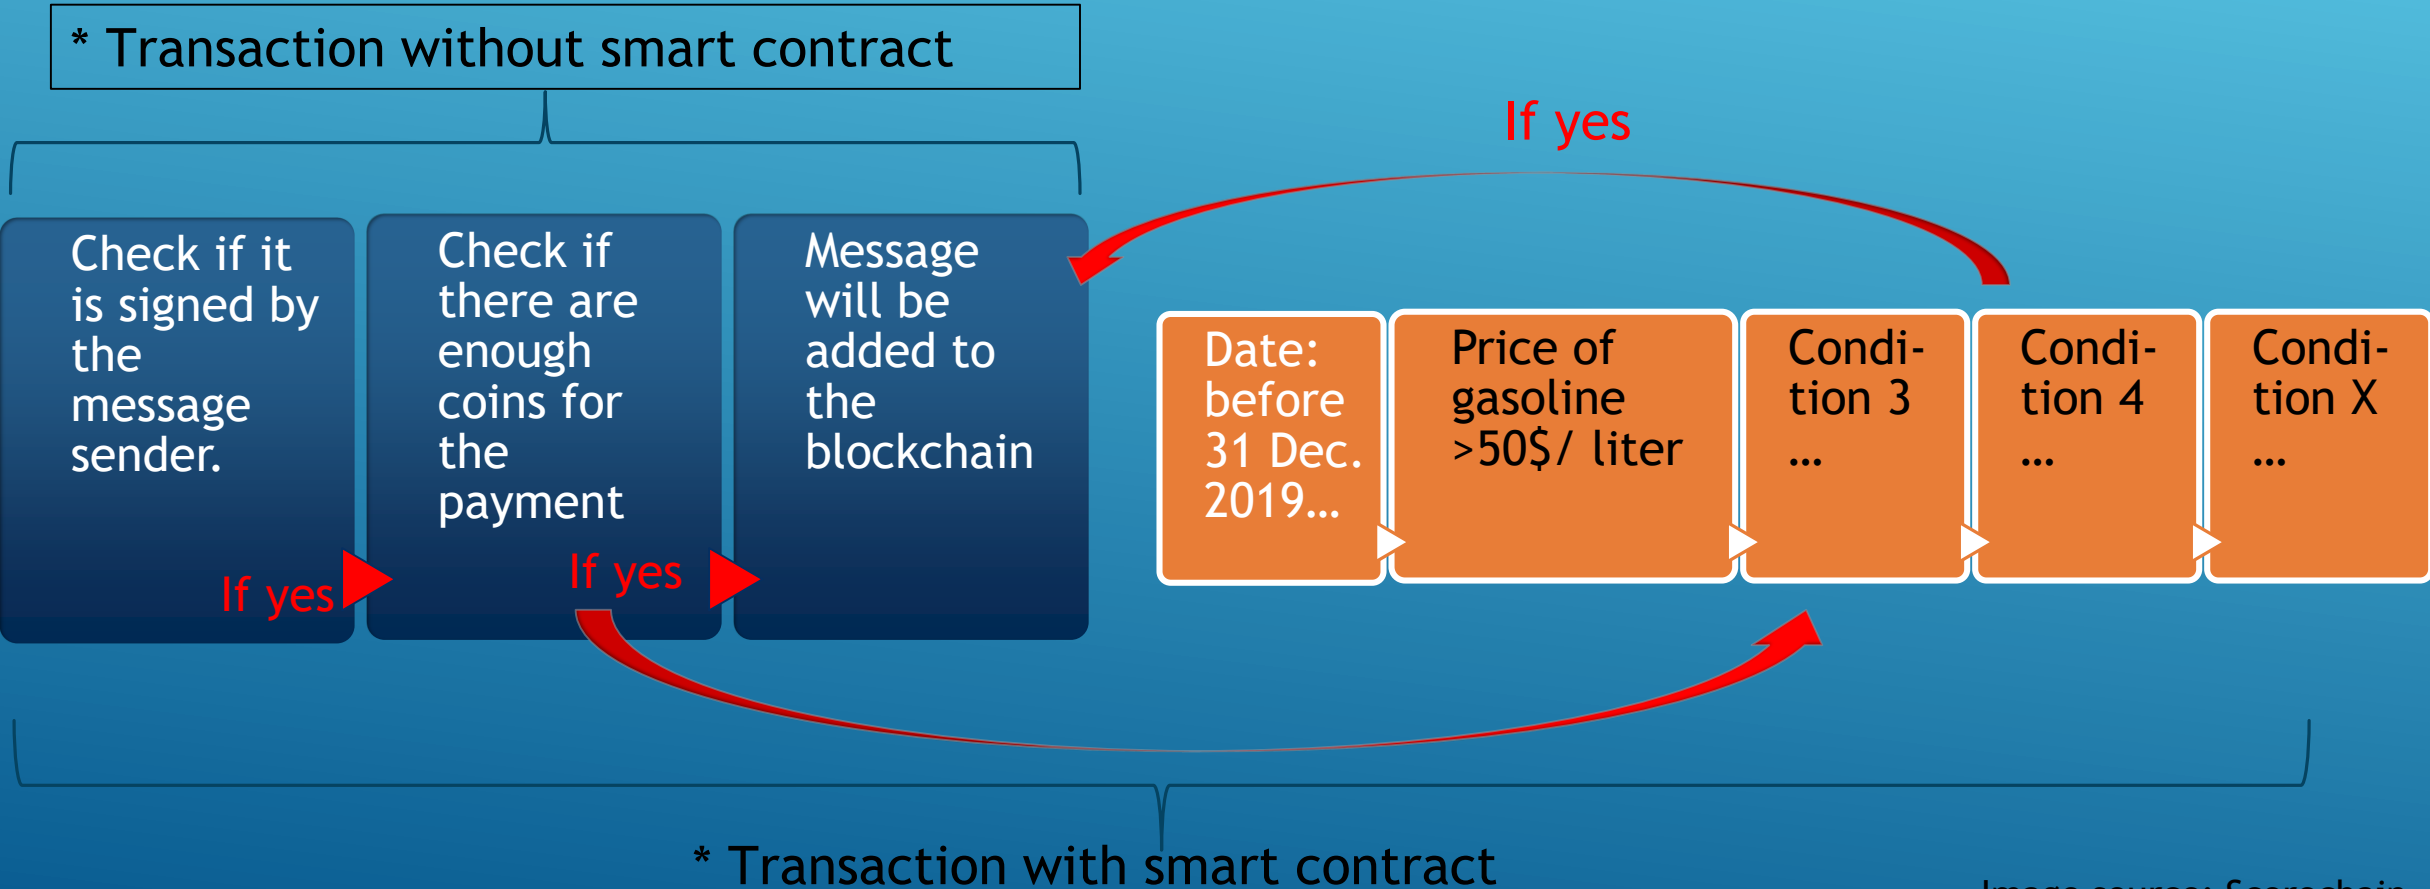 * Transaction without smart contract
If yes
Check if it
is signed by
the
message
sender.
If yes
Check if
there are
enough
coins for
the
payment
If yes
Message
will be
added to
the
blockchain
Date:
before
31 Dec.
2019...
Price of
gasoline
>50$/ liter
Condi-
tion 3
...
Condi-
tion 4
...
Condi-
tion X
...
* Transaction with smart contract
Image source: Scorechain